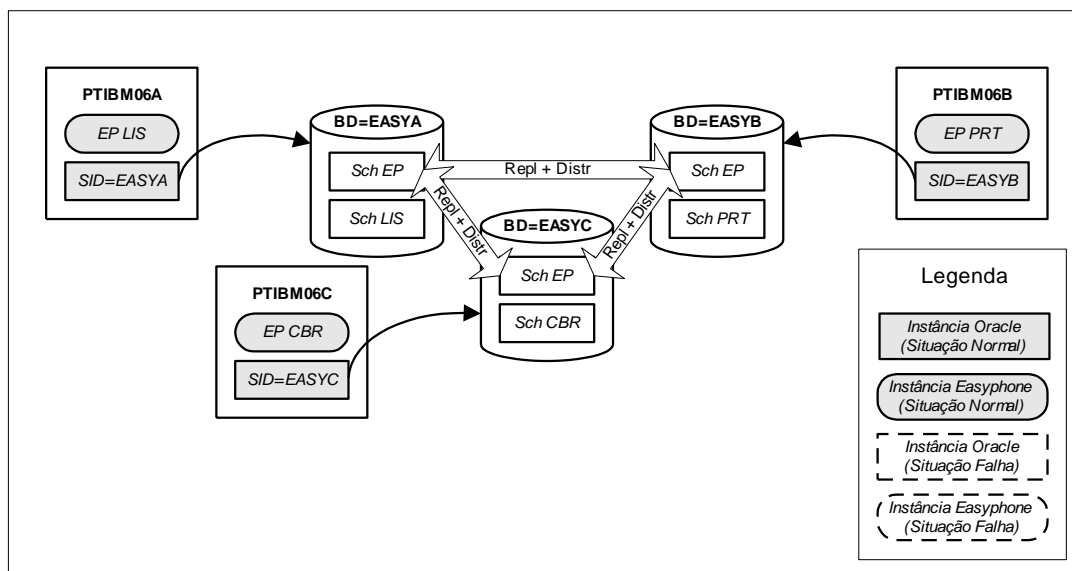 PTIBM06A
EP LIS
SID=EASYA
BD=EASYA
Sch EP
Sch LIS
Repl + Distr
BD=EASYB
Sch EP
Sch PRT
PTIBM06B
EP PRT
SID=EASYB
Repl + Distr
Repl + Distr
BD=EASYC
Sch EP
Sch CBR
PTIBM06C
EP CBR
SID=EASYC
Legenda
Instância Oracle
(Situação Normal)
Instância Easyphone
(Situação Normal)
Instância Oracle
(Situação Falha)
Instância Easyphone
(Situação Falha)